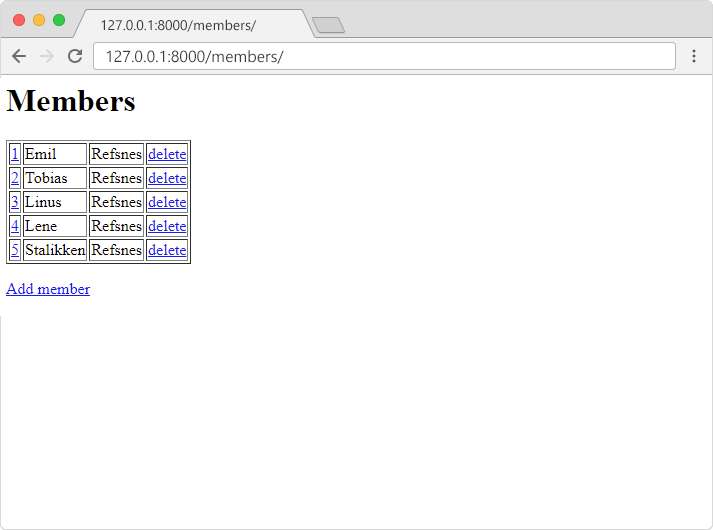 127.0.0.1:8000/members/
127.0.0.1:8000/members/
Members
1 Emil Refsnes delete
2 Tobias Refsnes delete
3 Linus Refsnes delete
4 Lene Refsnes delete
5 Stalikken Refsnes delete
Add member